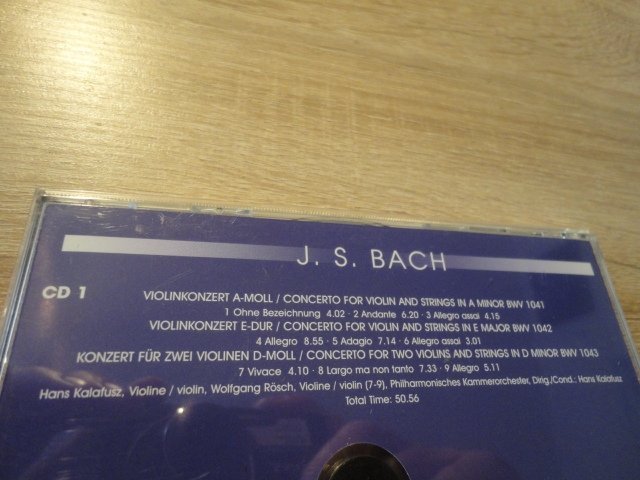 J. S. BACH
CD 1
VIOLINKONZERT A-MOLL / CONCERTO FOR VIOLIN AND STRINGS IN A MINOR BWV 1041
1 Ohne Bezeichnung 4.02 · 2 Andante 6.20 · 3 Allegro assai 4.15
VIOLINKONZERT E-DUR / CONCERTO FOR VIOLIN AND STRINGS IN E MAJOR BWV 1042
4 Allegro 8.55 · 5 Adagio 7.14 · 6 Allegro assai 3.01
KONZERT FÜR ZWEI VIOLINEN D-MOLL / CONCERTO FOR TWO VIOLINS AND STRINGS IN D MINOR BWV 1043
7 Vivace 4.10 · 8 Largo ma non tanto 7.33 · 9 Allegro 5.11
Hans Kalafusz, Violine / violin, Wolfgang Rösch, Violine / violin (7-9), Philharmonisches Kammerorchester, Dirig./Cond.: Hans Kalafusz
Total Time: 50.56